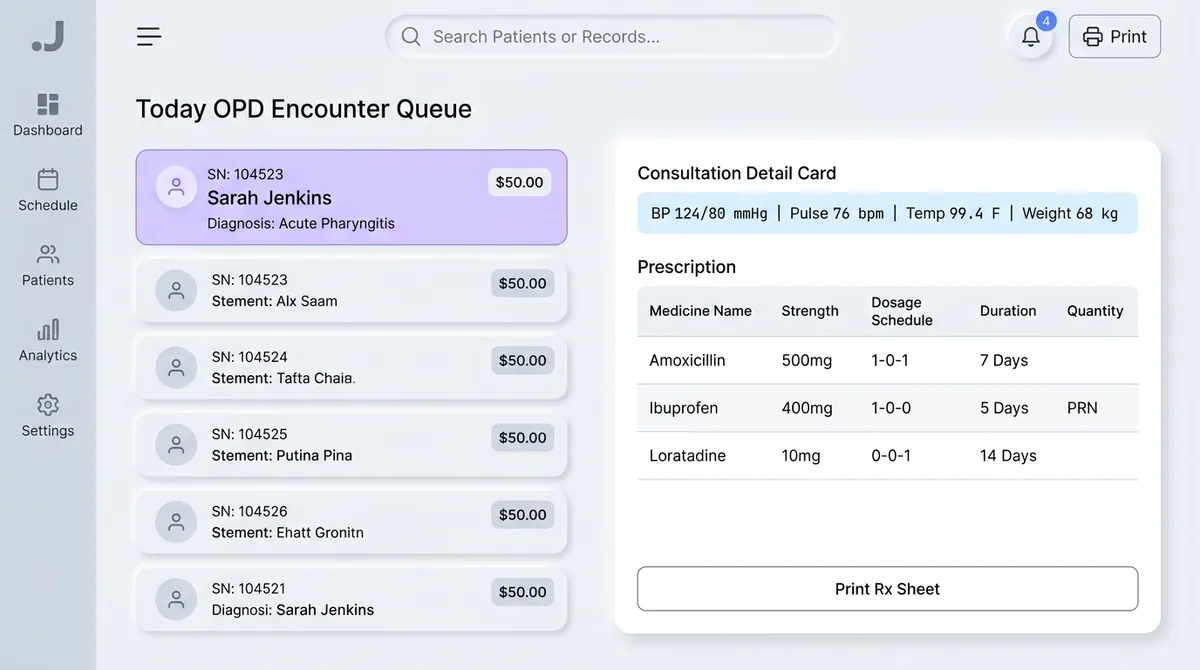 .J
Search Patients or Records...
4
Print
Dashboard
Schedule
Patients
Analytics
Settings
Today OPD Encounter Queue
SN: 104523
Sarah Jenkins
Diagnosis: Acute Pharyngitis
$50.00
SN: 104523
Stement: Alx Saam
$50.00
SN: 104524
Stement: Tafta Chaia.
$50.00
SN: 104525
Stement: Putina Pina
$50.00
SN: 104526
Stement: Ehatt Gronitn
$50.00
SN: 104521
Diagnosi: Sarah Jenkins
$50.00
Consultation Detail Card
BP 124/80 mmHg | Pulse 76 bpm | Temp 99.4 F | Weight 68 kg
Prescription
Medicine Name Strength Dosage Schedule Duration Quantity
Amoxicillin 500mg 1-0-1 7 Days
Ibuprofen 400mg 1-0-0 5 Days PRN
Loratadine 10mg 0-0-1 14 Days
Print Rx Sheet